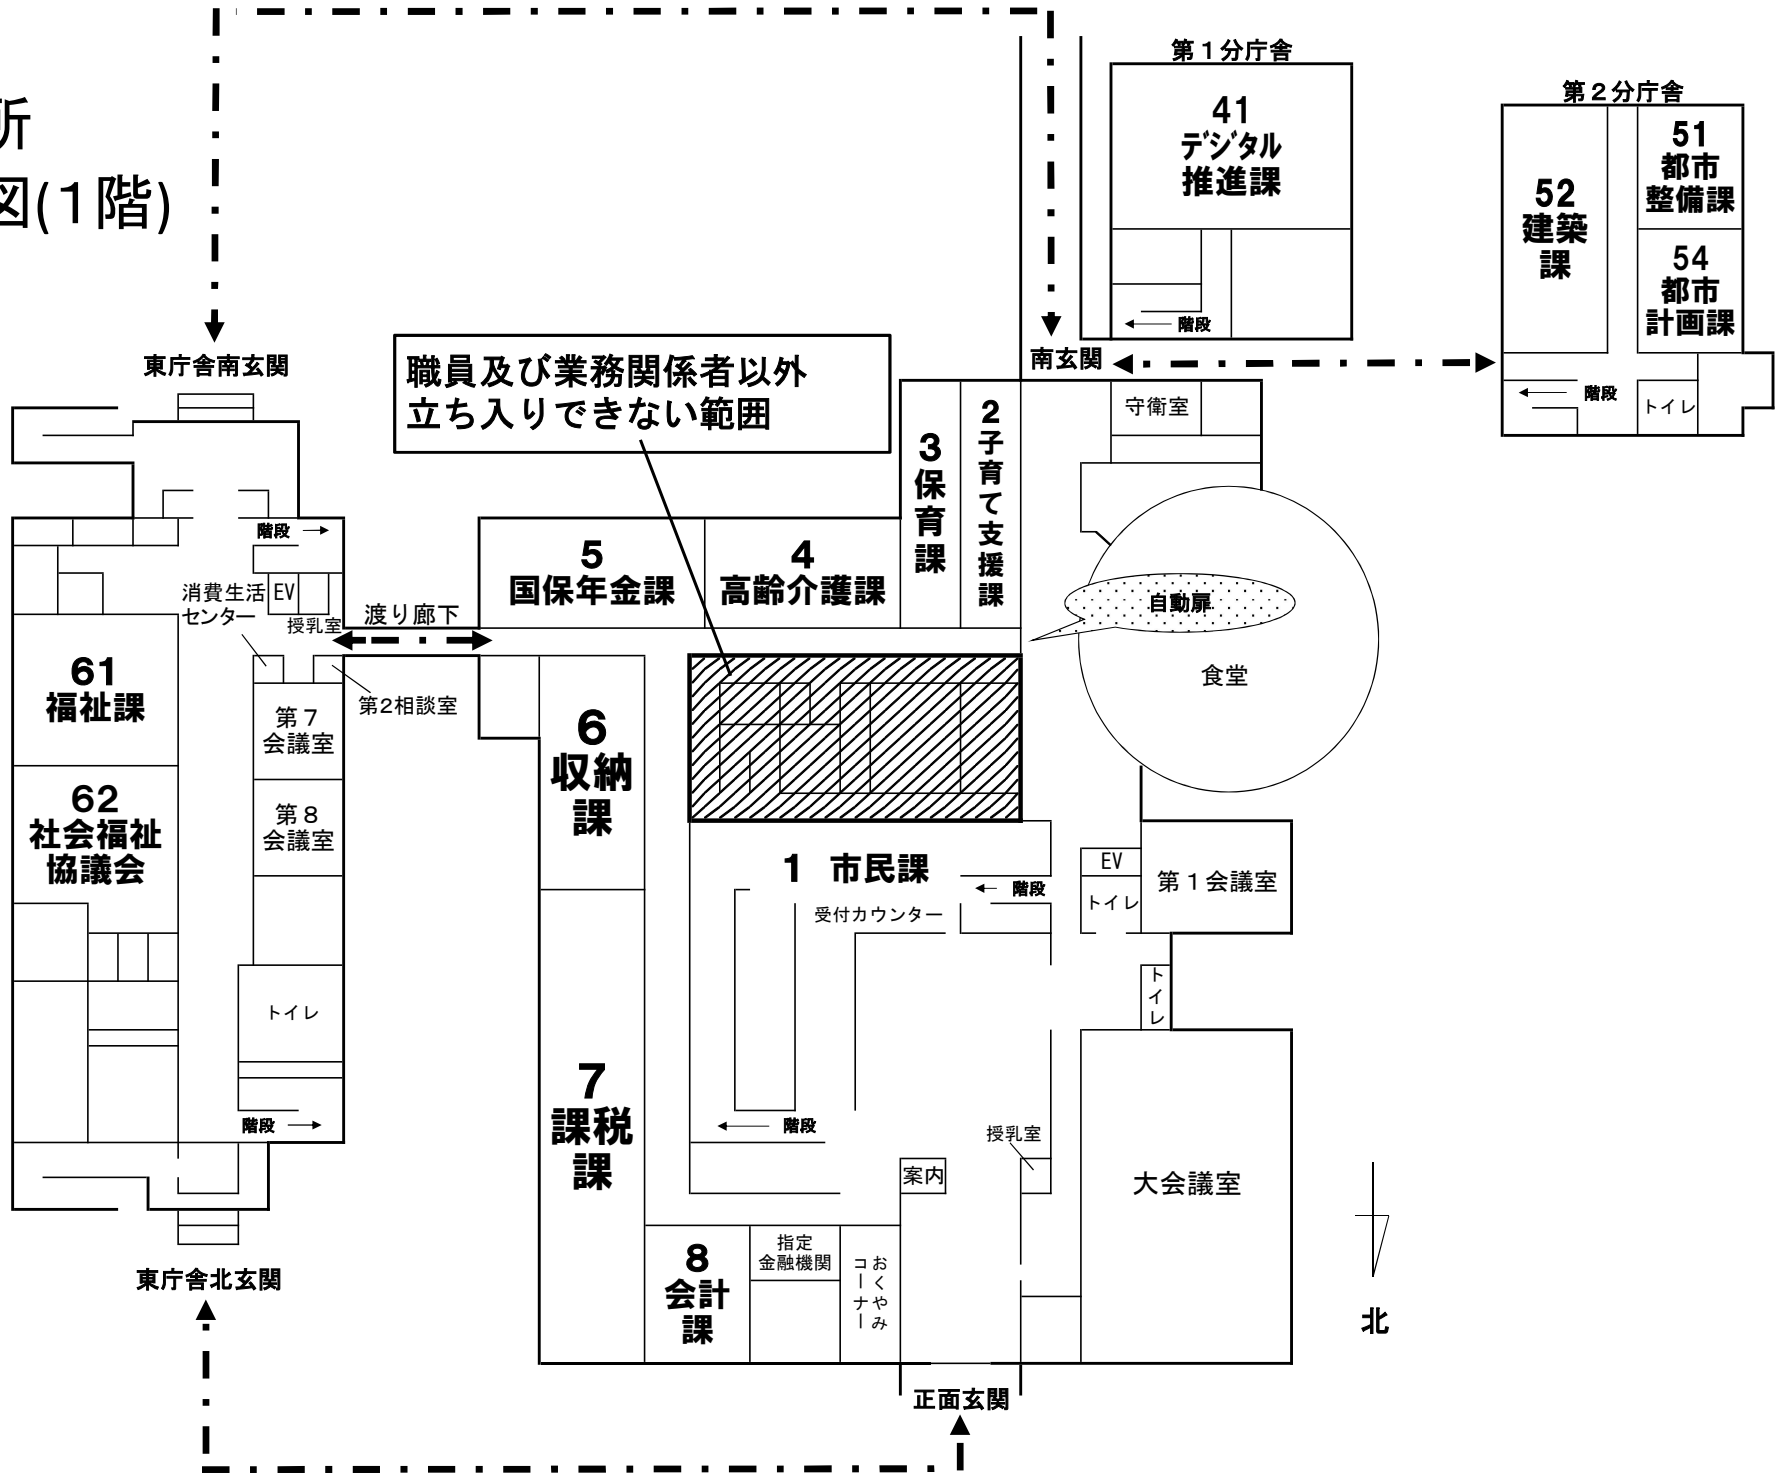 所
図(1階)
第1分庁舎
41
デジタル
推進課
階段
第2分庁舎
52
建築
課
51
都市
整備課
54
都市
計画課
階段
トイレ
東庁舎南玄関
南玄関
職員及び業務関係者以外
立ち入りできない範囲
守衛室
2
子育て支援課
3
保育課
4
高齢介護課
5
国保年金課
階段
消費生活
センター
EV
授乳室
渡り廊下
自動扉
食堂
61
福祉課
第2相談室
第7
会議室
6
収納
課
62
社会福祉
協議会
第8
会議室
1 市民課
階段
受付カウンター
EV
トイレ
第1会議室
トイレ
トイレ
階段
7
課税
課
階段
授乳室
案内
大会議室
8
会計
課
指定
金融機関
おくやみ
コーナー
東庁舎北玄関
正面玄関
北